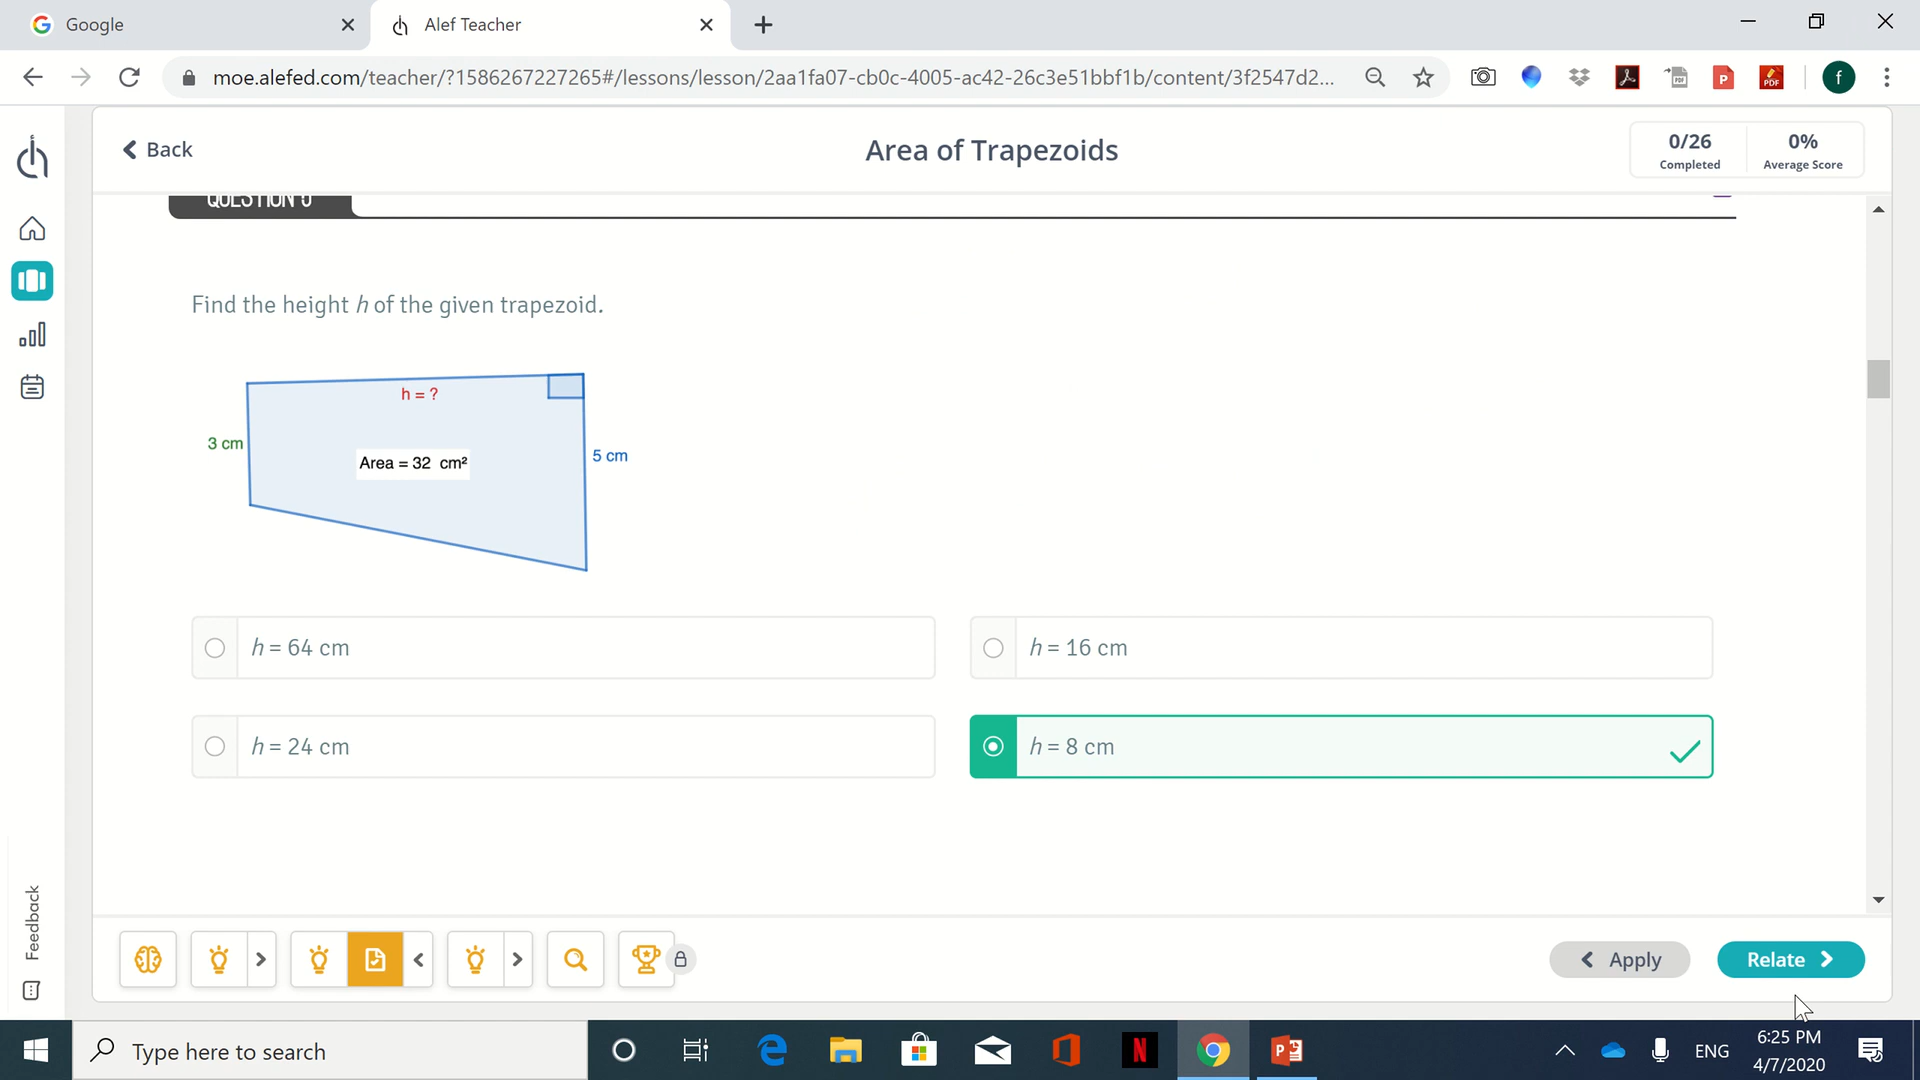 Google
Alef Teacher
moe.alefed.com/teacher/?1586267227265#/lessons/lesson/2aa1fa07-cb0c-4005-ac42-26c3e51bbf1b/content/3f2547d2...
f
Back
Area of Trapezoids
0/26
Completed
0%
Average Score
QUESTION
Find the height h of the given trapezoid.
h = ?
3 cm
Area = 32 cm²
5 cm
h = 64 cm
h = 16 cm
h = 24 cm
h = 8 cm
Feedback
Apply
Relate
Type here to search
ENG
6:25 PM
4/7/2020